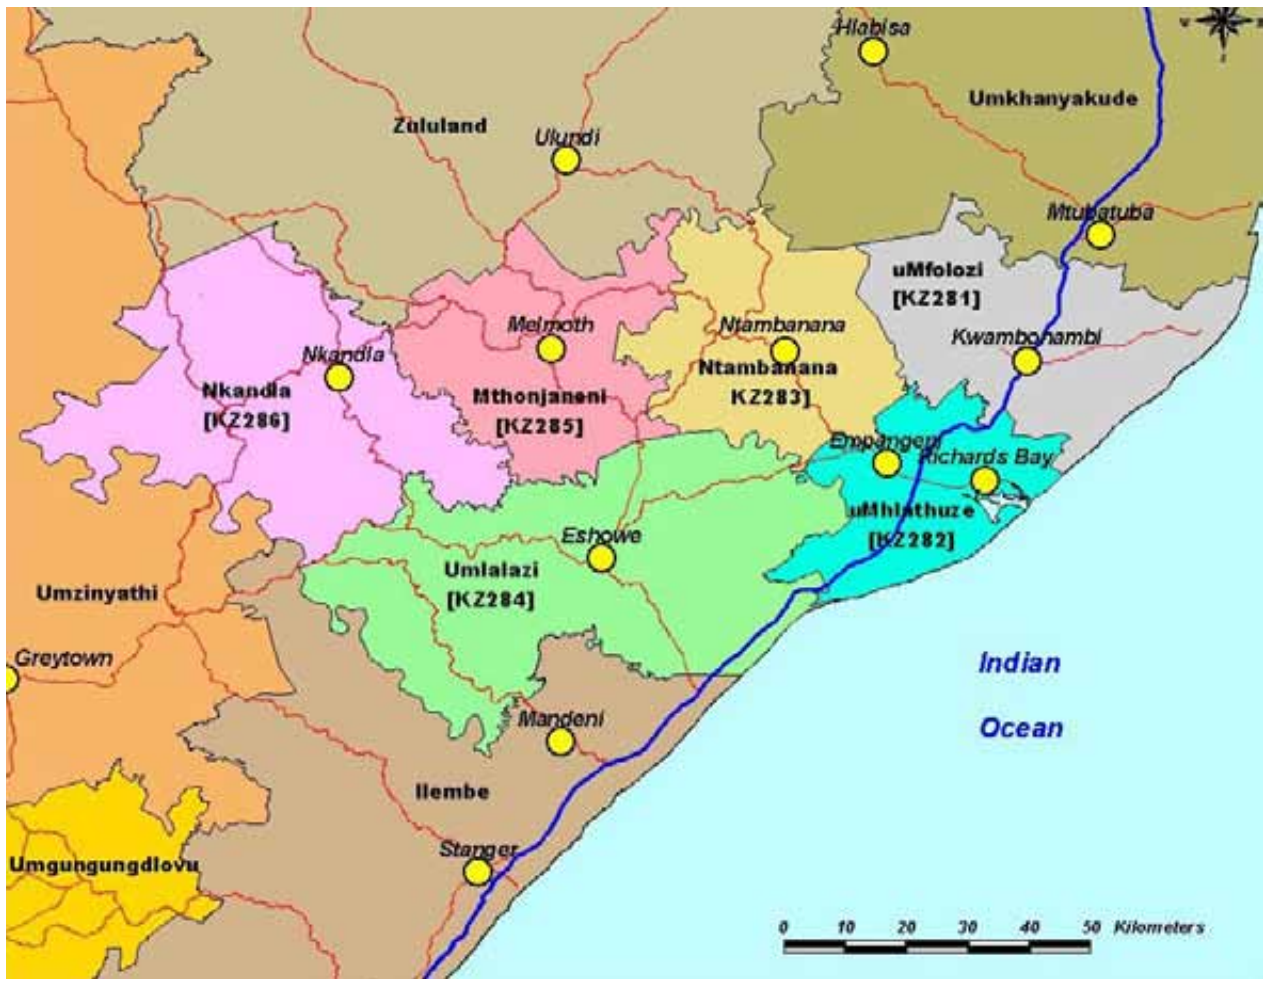 Hlabisa
Umkhanyakude
Zululand
Ulundi
Mtubatuba
uMfolozi
[KZ281]
Kwambonambi
Melmoth
Ntambanana
Nkandla
Ntambanana
KZ283]
Nkandla
[KZ286]
Mthonjaneni
[KZ285]
Empangeni
Richards Bay
uMhlathuze
[KZ282]
Eshowe
Umlalazi
[KZ284]
Umzinyathi
Greytown
Indian
Ocean
Mandeni
Ilembe
Stanger
Umgungungdlovu
0 10 20 30 40 50 Kilometers